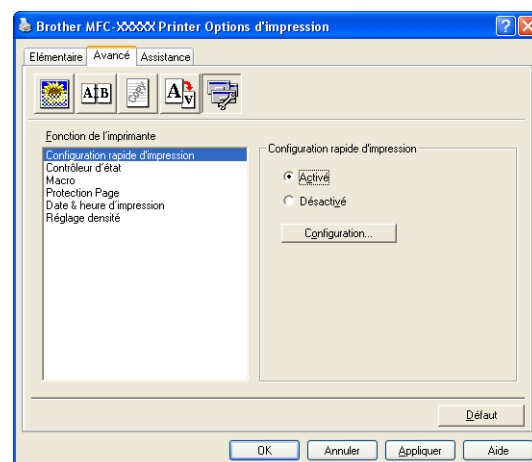 Brother MFC-XXXXX Printer Options d'impression
Elémentaire Avancé Assistance
A B
A
Fonction de l'imprimante
Configuration rapide d'impression
Contrôleur d'état
Macro
Protection Page
Date & heure d'impression
Réglage densité
Configuration rapide d'impression
Activé
Désactivé
Configuration...
Défaut
OK Annuler Appliquer Aide